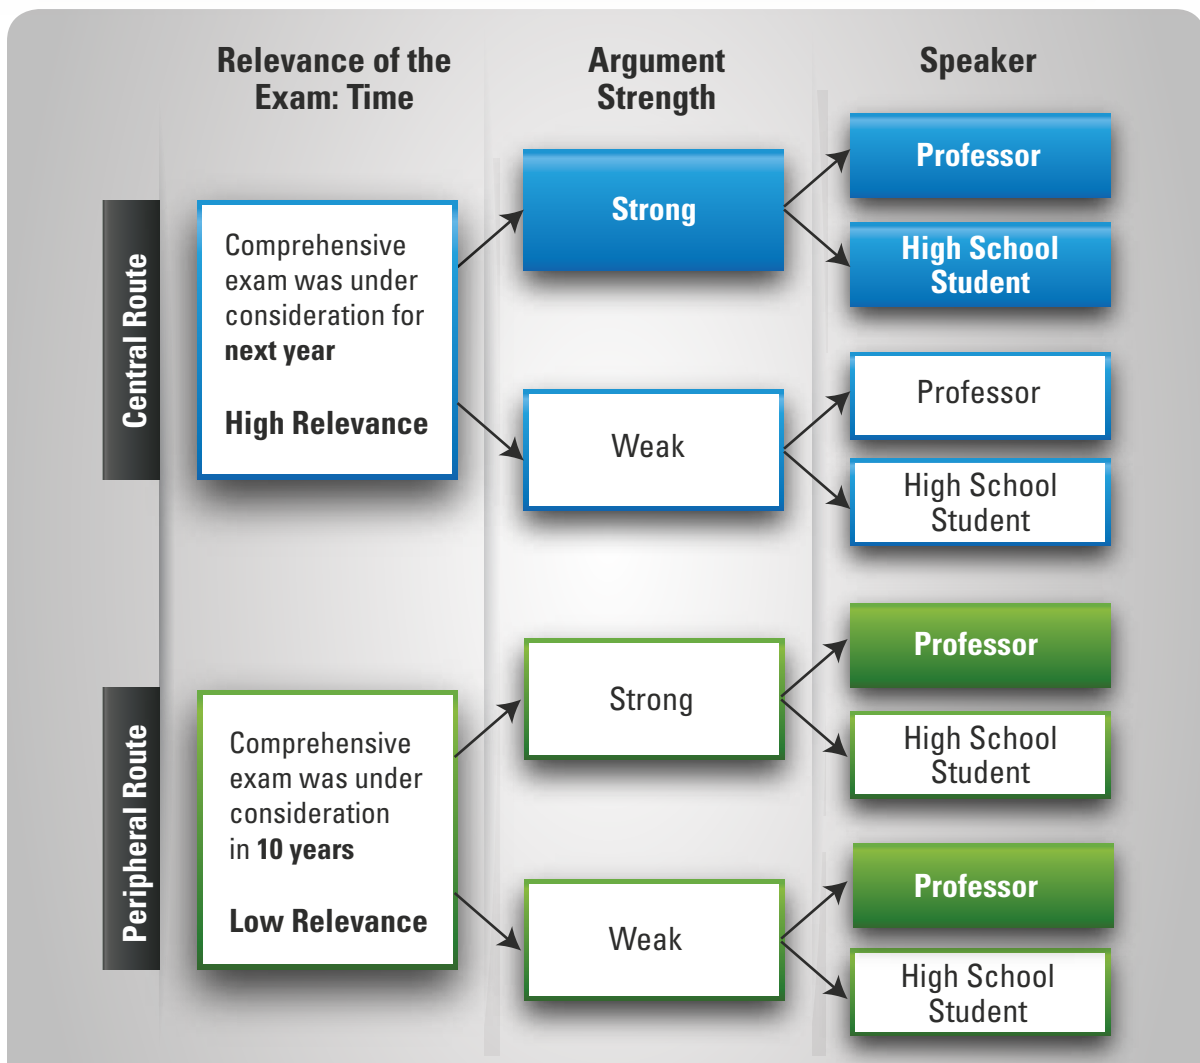 Relevance of the
Exam: Time
Argument
Strength
Speaker
Central Route
Comprehensive
exam was under
consideration for
next year
High Relevance
Strong
Professor
High School
Student
Weak
Professor
High School
Student
Peripheral Route
Comprehensive
exam was under
consideration
in 10 years
Low Relevance
Strong
Professor
High School
Student
Weak
Professor
High School
Student